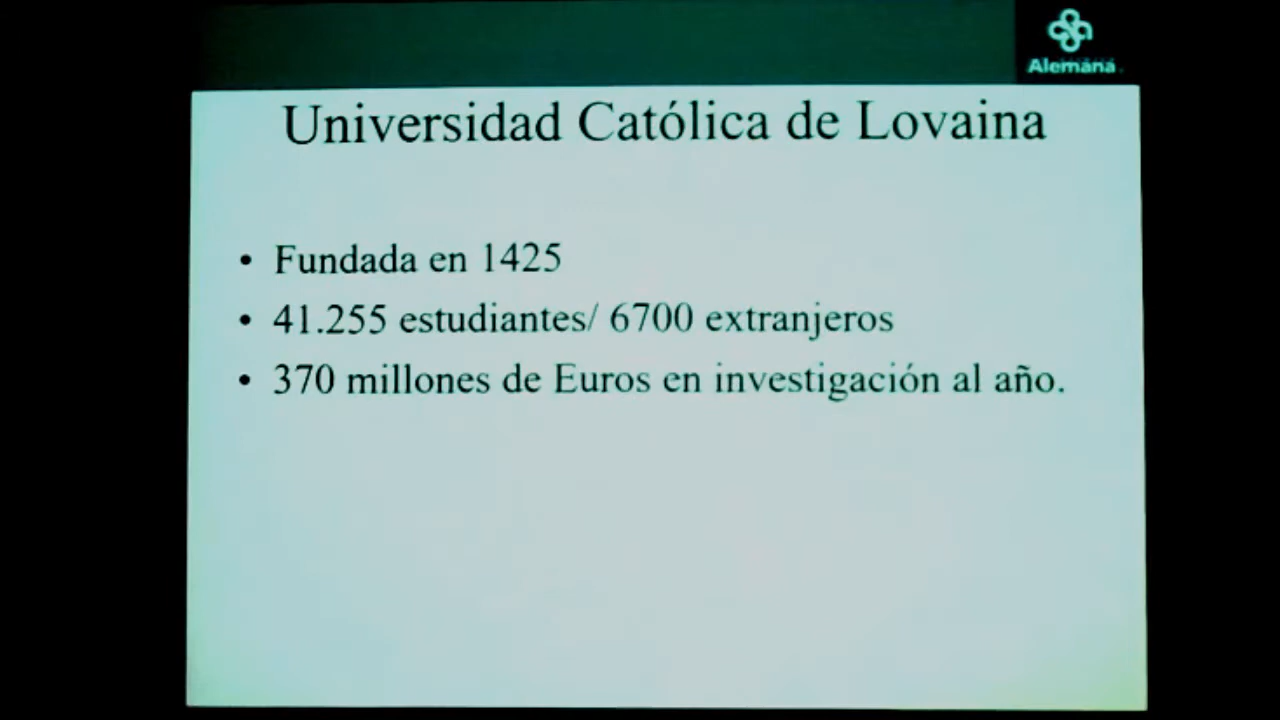 Alemana
Universidad Católica de Lovaina
• Fundada en 1425
• 41.255 estudiantes/ 6700 extranjeros
• 370 millones de Euros en investigación al año.